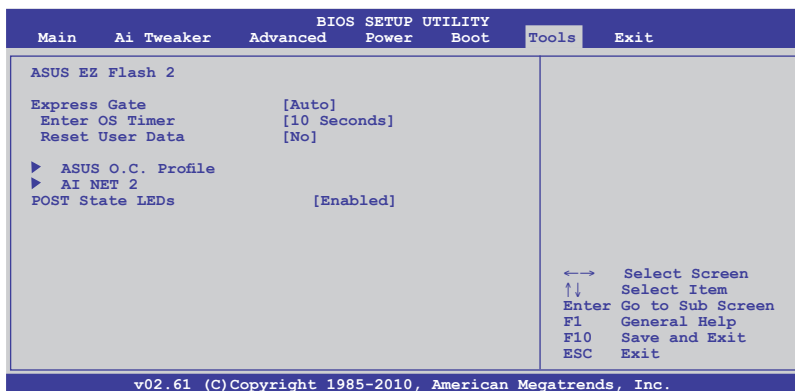 BIOS SETUP UTILITY
Main Ai Tweaker Advanced Power Boot Tools Exit
ASUS EZ Flash 2
Express Gate [Auto]
Enter OS Timer [10 Seconds]
Reset User Data [No]
▶ ASUS O.C. Profile
▶ AI NET 2
POST State LEDs [Enabled]
←→ Select Screen
↑↓ Select Item
Enter Go to Sub Screen
F1 General Help
F10 Save and Exit
ESC Exit
v02.61 (C)Copyright 1985-2010, American Megatrends, Inc.